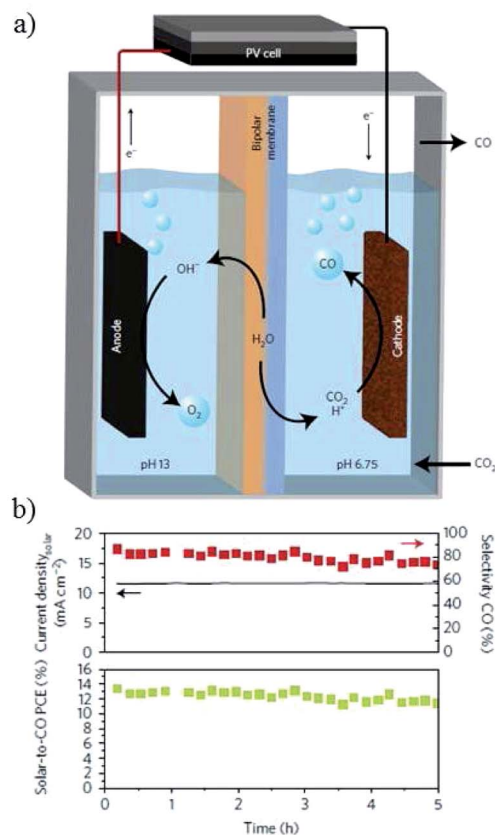 a)
PV cell
e⁻
Bipolar
membrane
e⁻
CO
OH⁻
CO
Anode
H₂O
Cathode
O₂
CO₂
H⁺
pH 13
pH 6.75
CO₂
b)
Current density solar
(mA cm⁻²)
20
15
10
5
0
100
80
60
40
20
0
Selectivity CO (%)
Solar-to-CO PCE (%)
16
14
12
10
8
6
4
2
0
0 1 2 3 4 5
Time (h)